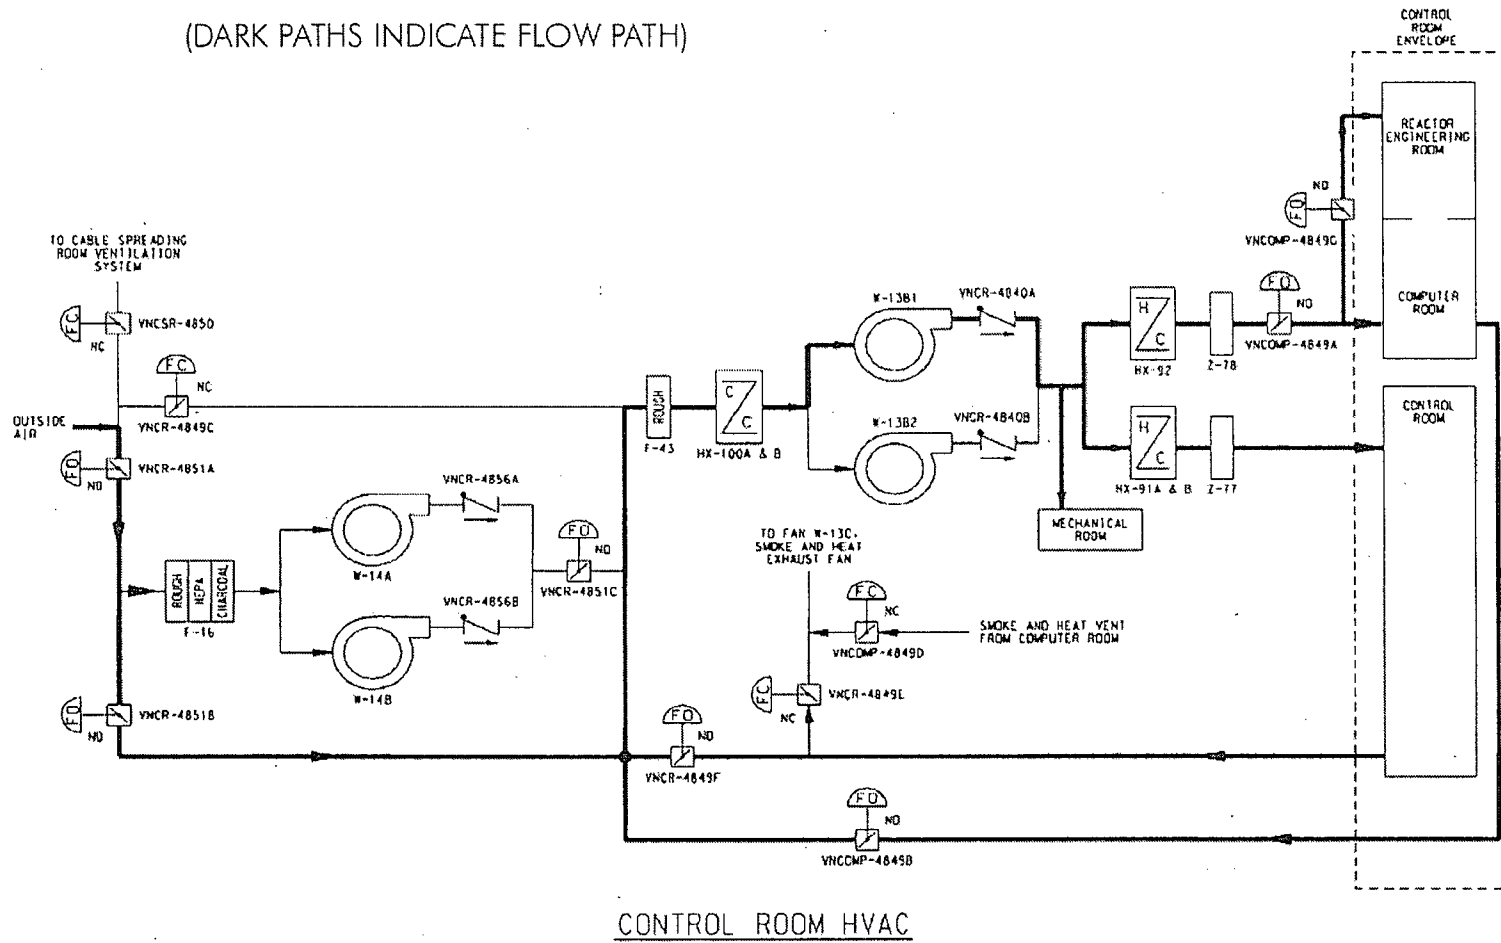 (DARK PATHS INDICATE FLOW PATH)
CONTROL
ROOM
ENVELOPE
REACTOR
ENGINEERING
ROOM
NO
FO
VNCOMP-4849G
TO CABLE SPREADING
ROOM VENTILATION
SYSTEM
FC
VNCSR-4850
NC
FC
NC
VNCR-4849C
OUTSIDE
AIR
FO
VNCR-4851A
NO
ROUGH
F-43
C
C
HX-100A & B
W-13B1
VNCR-4840A
W-13B2
VNCR-4840B
H
C
HX-92
Z-78
FO
NO
VNCOMP-4849A
COMPUTER
ROOM
H
C
HX-91A & B
Z-77
CONTROL
ROOM
MECHANICAL
ROOM
VNCR-4856A
W-14A
FO
NO
VNCR-4851C
ROUGH
HEPA
CHARCOAL
F-16
VNCR-4856B
W-14B
TO FAN W-13C,
SMOKE AND HEAT
EXHAUST FAN
FC
NC
VNCOMP-4849D
SMOKE AND HEAT VENT
FROM COMPUTER ROOM
FC
VNCR-4849E
NC
FO
VNCR-4851B
NO
FO
NO
VNCR-4849F
FO
NO
VNCOMP-4849B
CONTROL ROOM HVAC